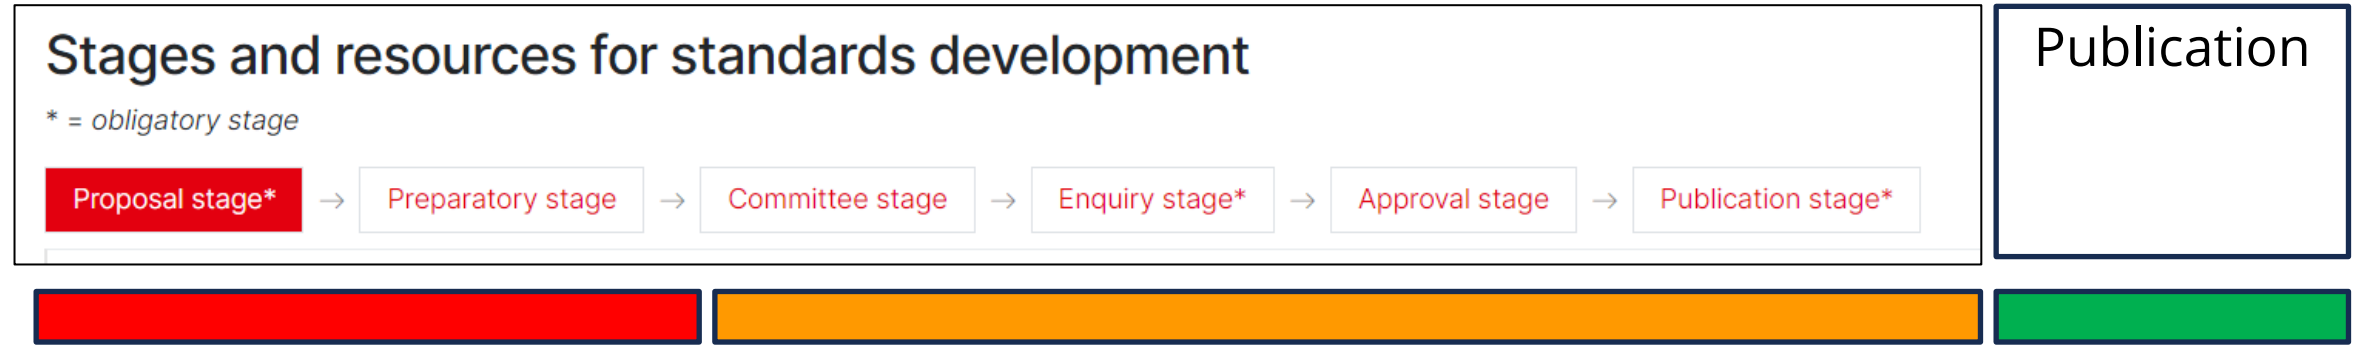 Stages and resources for standards development
* = obligatory stage
Proposal stage* → Preparatory stage → Committee stage → Enquiry stage* → Approval stage → Publication stage*
Publication